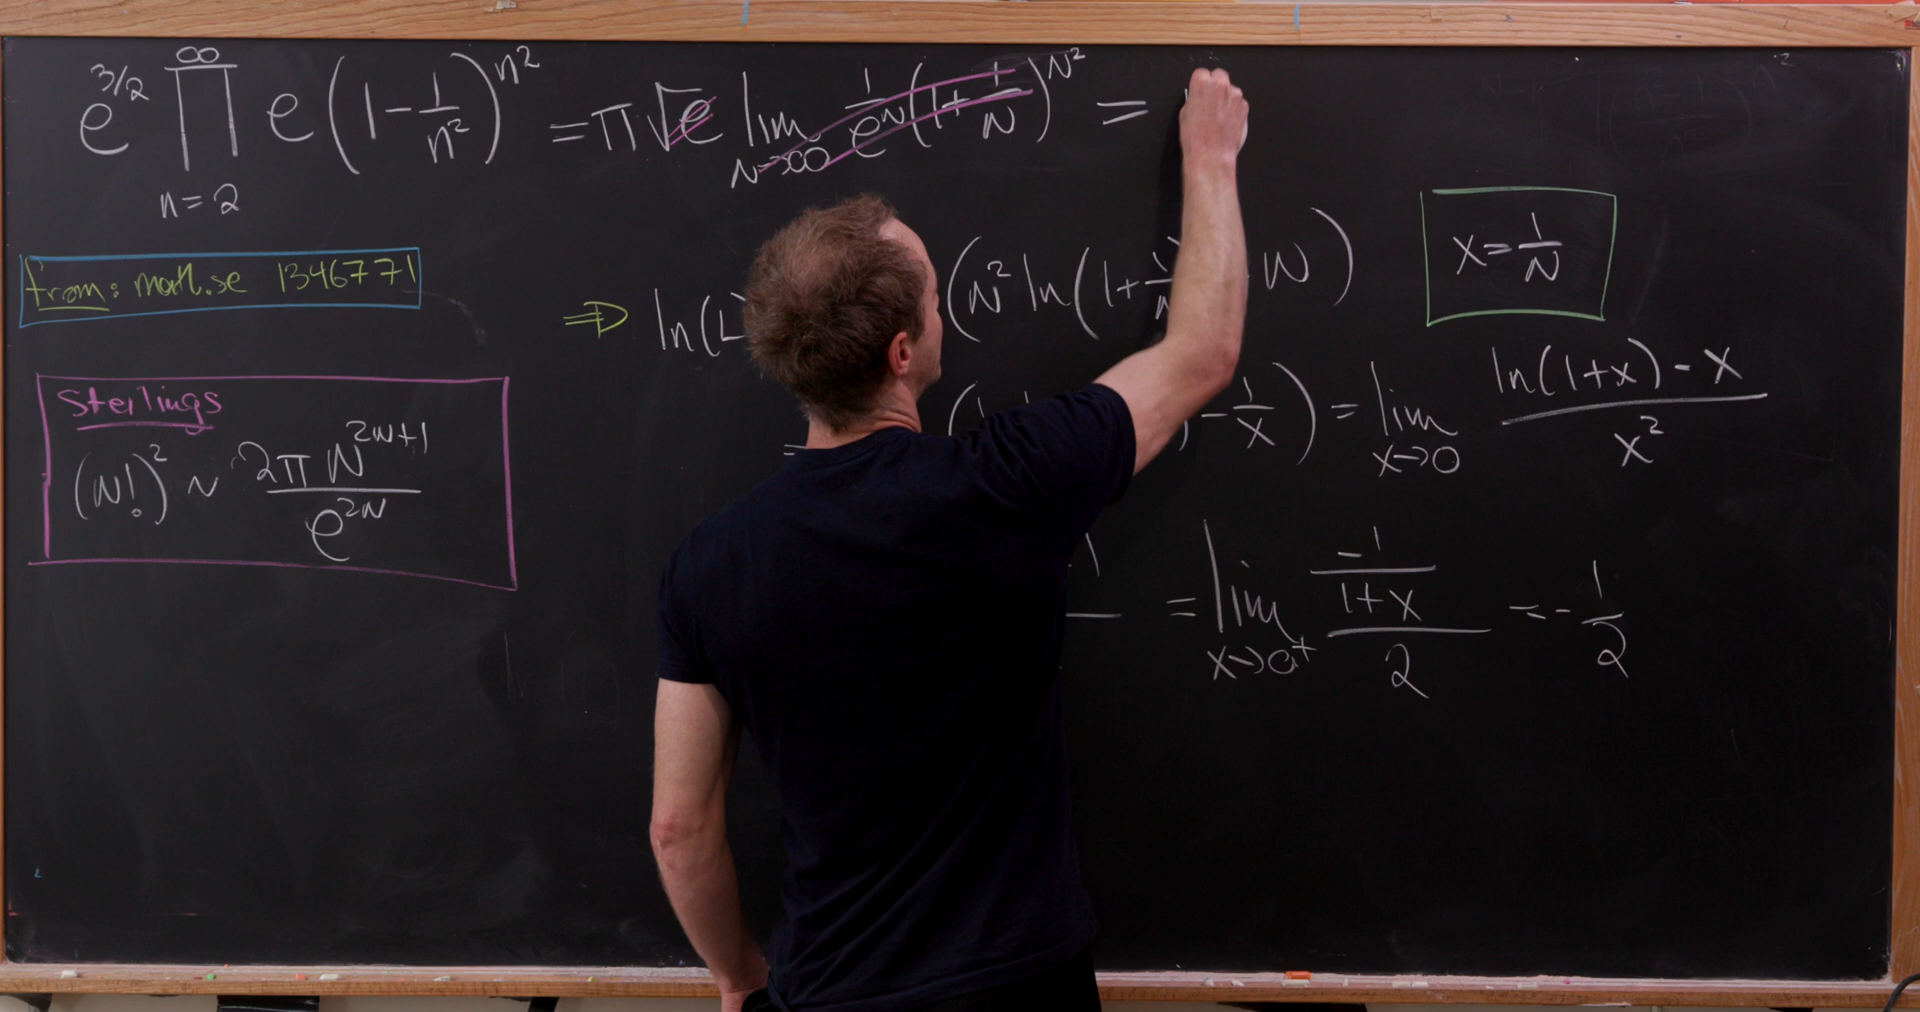 e^{3/2} ∏_{n=2}^{∞} e(1 - 1/n²)^{n²} = π√e lim_{N→∞} 1/e^N (1 + 1/N)^{N²} =
from: math.se 1346771
⇒ ln(L) (N² ln(1 + 1/N) N)
x = 1/N
Sterlings
(N!)² ~ 2πN^{2N+1} / e^{2N}
= ( - 1/x) = lim_{x→0} (ln(1+x) - x) / x²
1 = lim_{x→0⁺} (-1/(1+x)) / 2 = -1/2